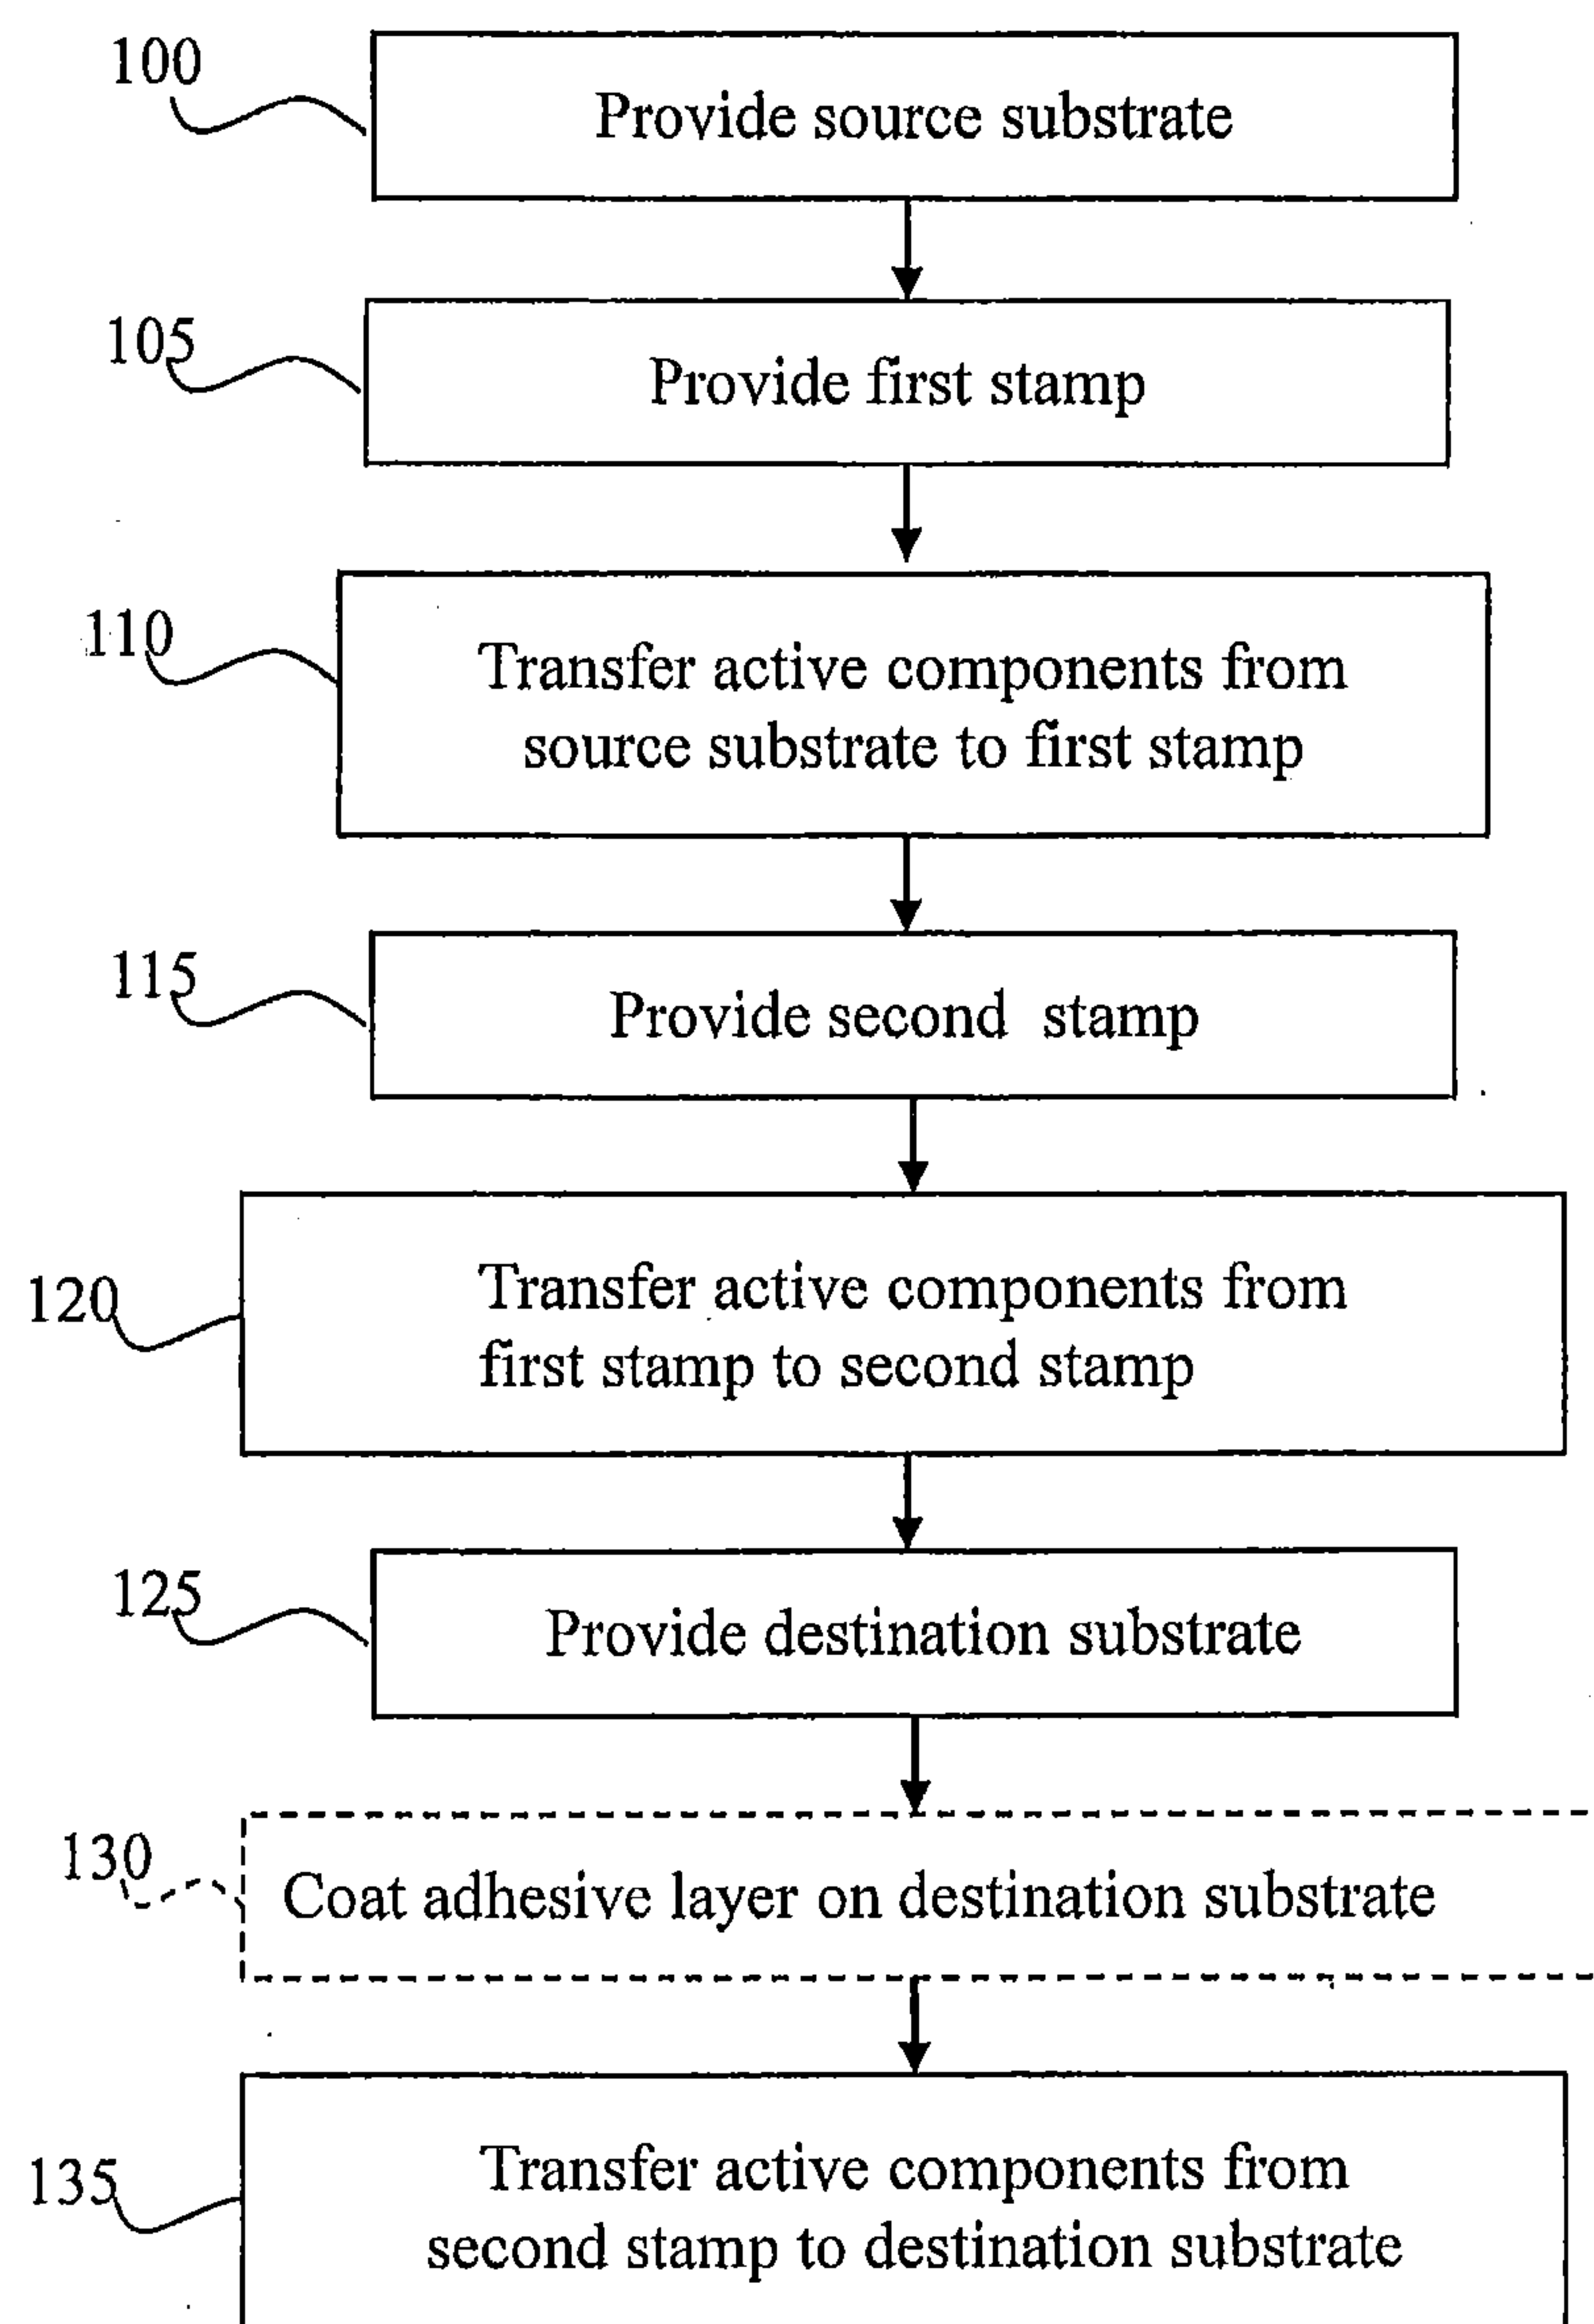 100
Provide source substrate
105
Provide first stamp
110
Transfer active components from
source substrate to first stamp
115
Provide second stamp
120
Transfer active components from
first stamp to second stamp
125
Provide destination substrate
130
Coat adhesive layer on destination substrate
135
Transfer active components from
second stamp to destination substrate